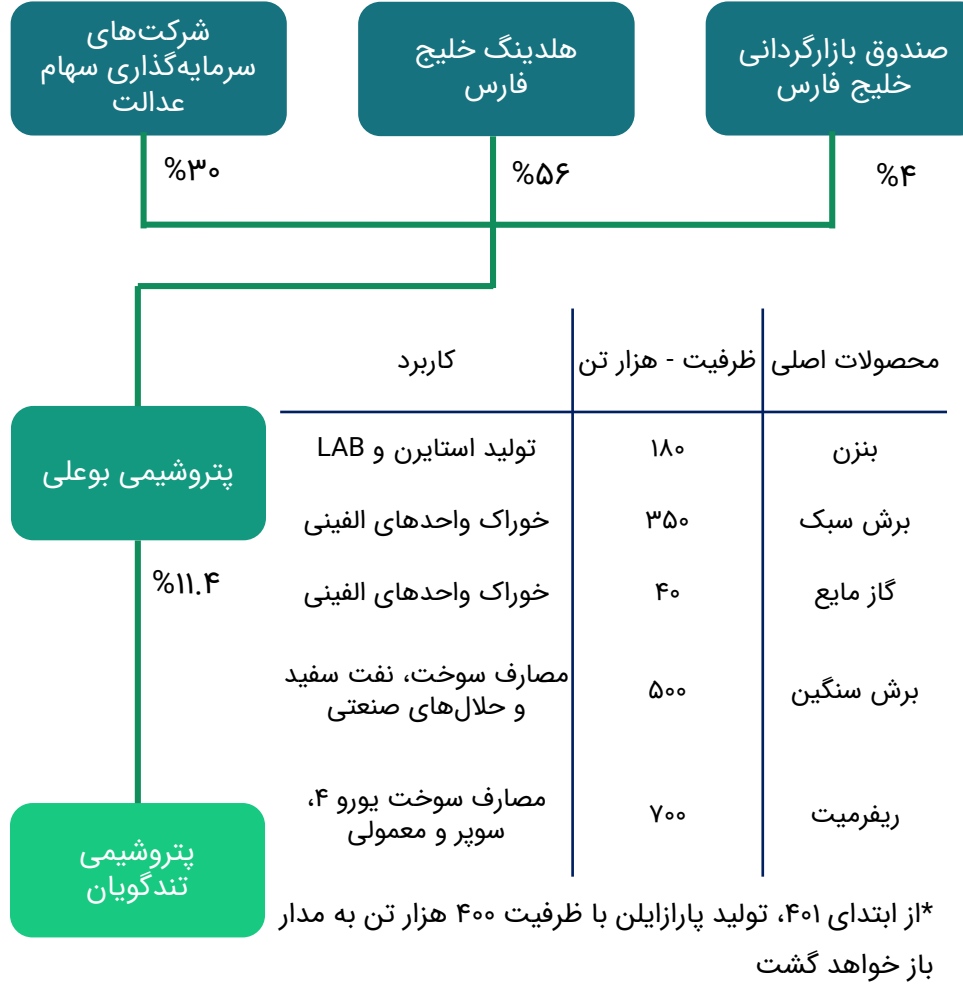 صندوق بازارگردانی
خلیج فارس
هلدینگ خلیج
فارس
شرکت‌های
سرمایه‌گذاری سهام
عدالت
%۴
%۵۶
%۳۰
پتروشیمی بوعلی
%۱۱.۴
پتروشیمی
تندگویان
محصولات اصلی ظرفیت - هزار تن کاربرد
بنزن ۱۸۰ تولید استایرن و LAB
برش سبک ۳۵۰ خوراک واحدهای الفینی
گاز مایع ۴۰ خوراک واحدهای الفینی
برش سنگین ۵۰۰ مصارف سوخت، نفت سفید
و حلال‌های صنعتی
ریفرمیت ۷۰۰ مصارف سوخت یورو ۴،
سوپر و معمولی
*از ابتدای ۴۰۱، تولید پارازایلن با ظرفیت ۴۰۰ هزار تن به مدار
باز خواهد گشت